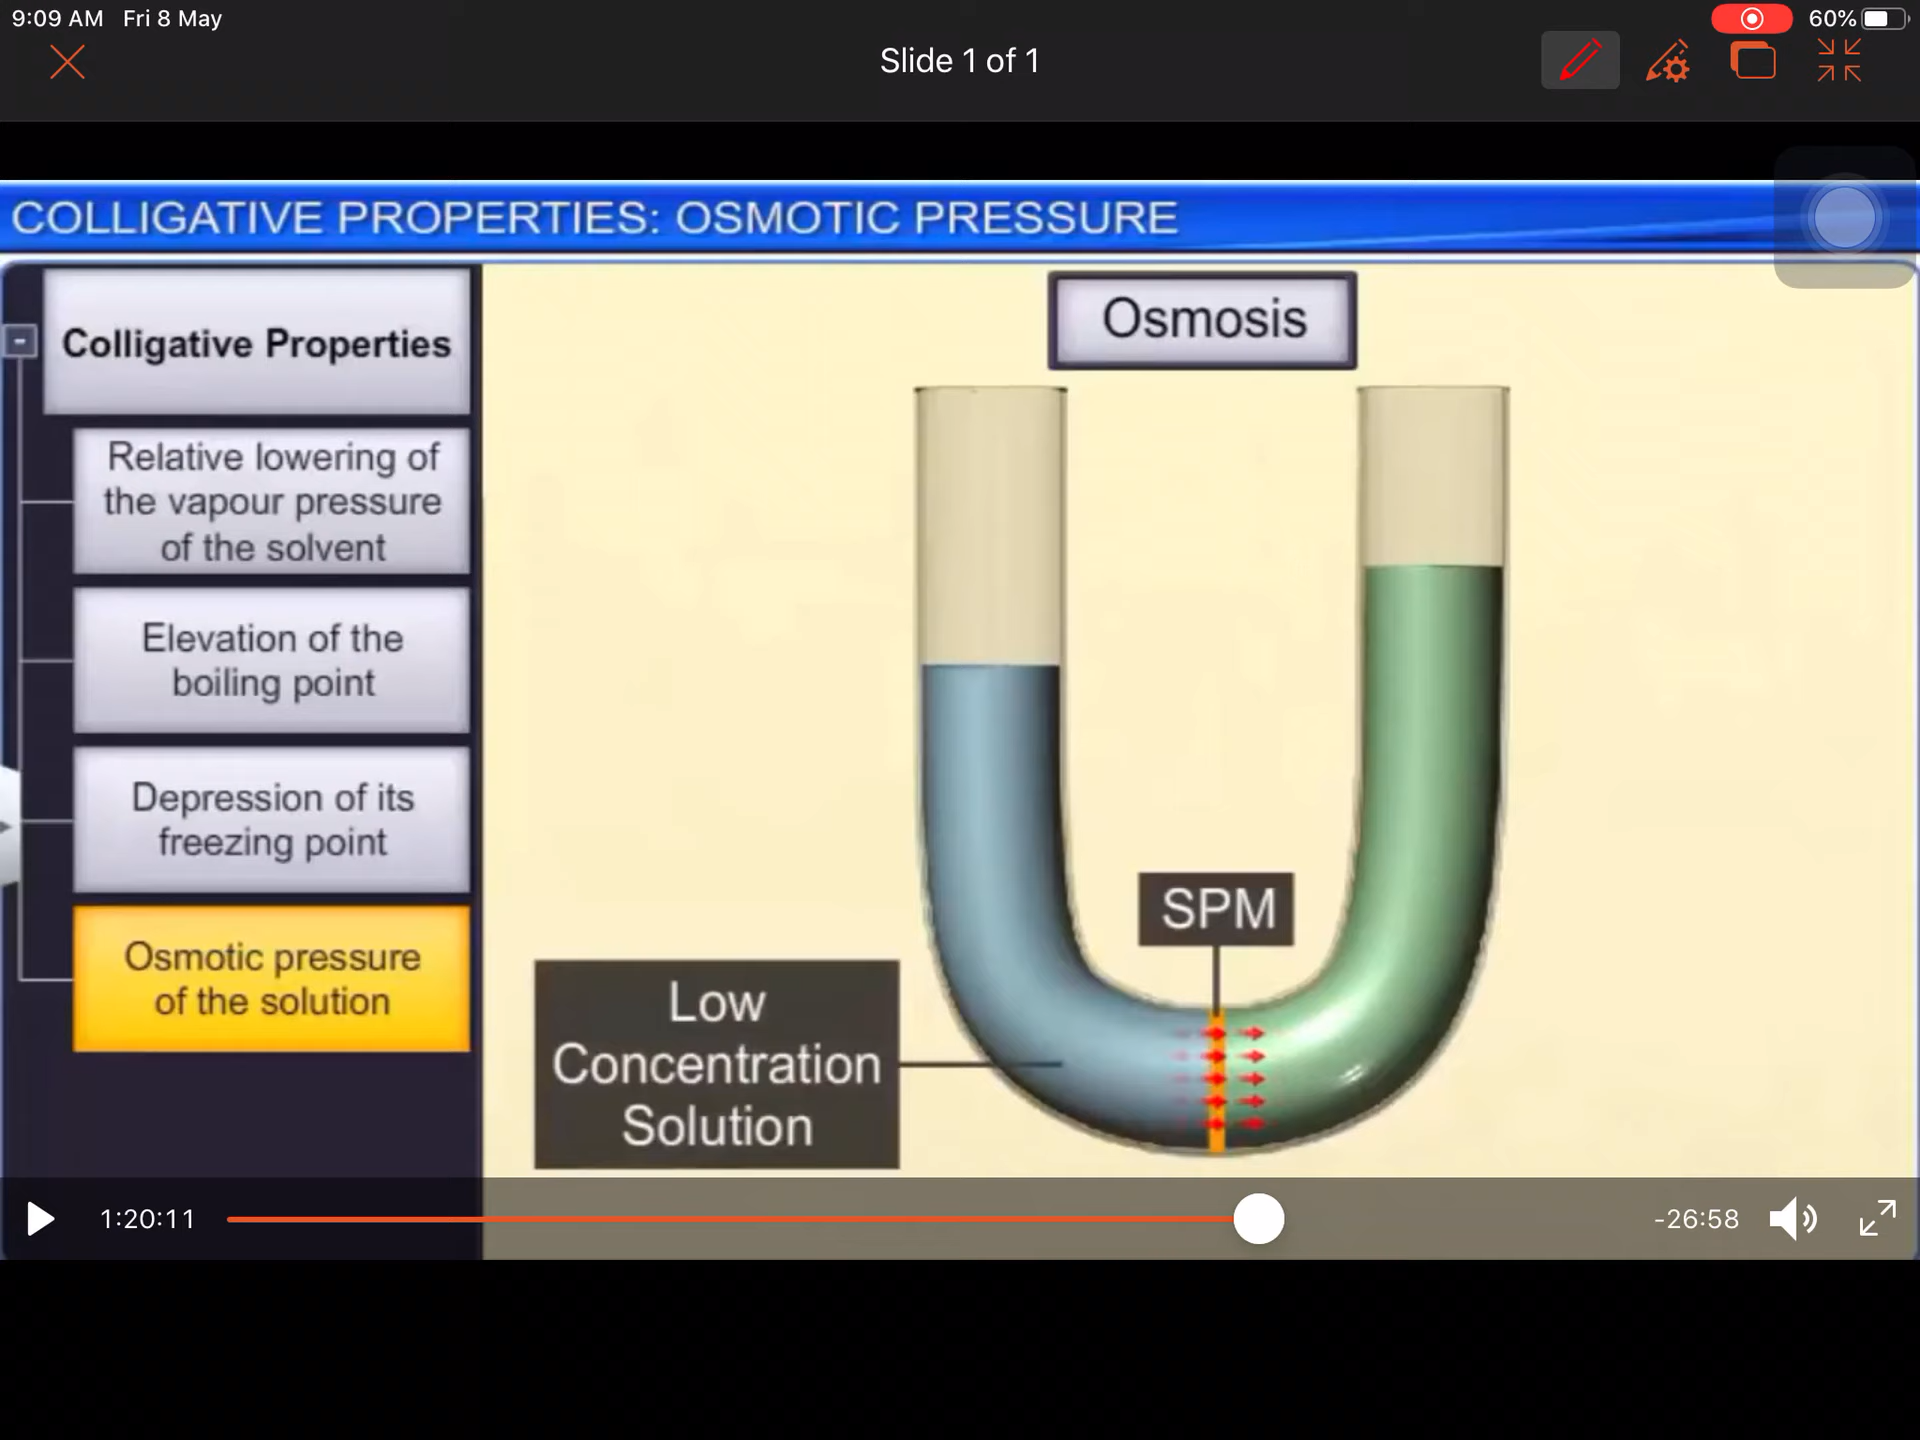 9:09 AM Fri 8 May
60%
Slide 1 of 1
COLLIGATIVE PROPERTIES: OSMOTIC PRESSURE
Colligative Properties
Relative lowering of
the vapour pressure
of the solvent
Elevation of the
boiling point
Depression of its
freezing point
Osmotic pressure
of the solution
Osmosis
SPM
Low
Concentration
Solution
1:20:11
-26:58